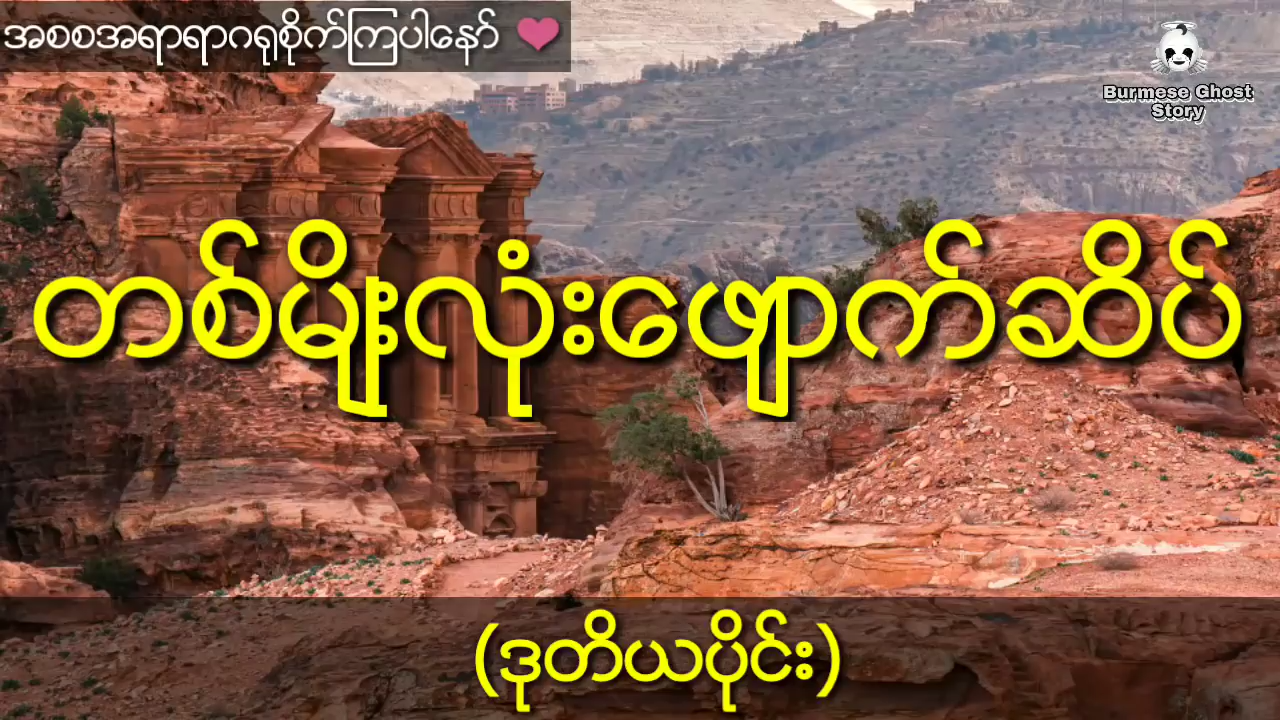 အစစအရာရာဂရုစိုက်ကြပါနော် ❤
Burmese Ghost
Story
တစ်မျိုးလုံးဖျောက်ဆိပ်
(ဒုတိယပိုင်း)